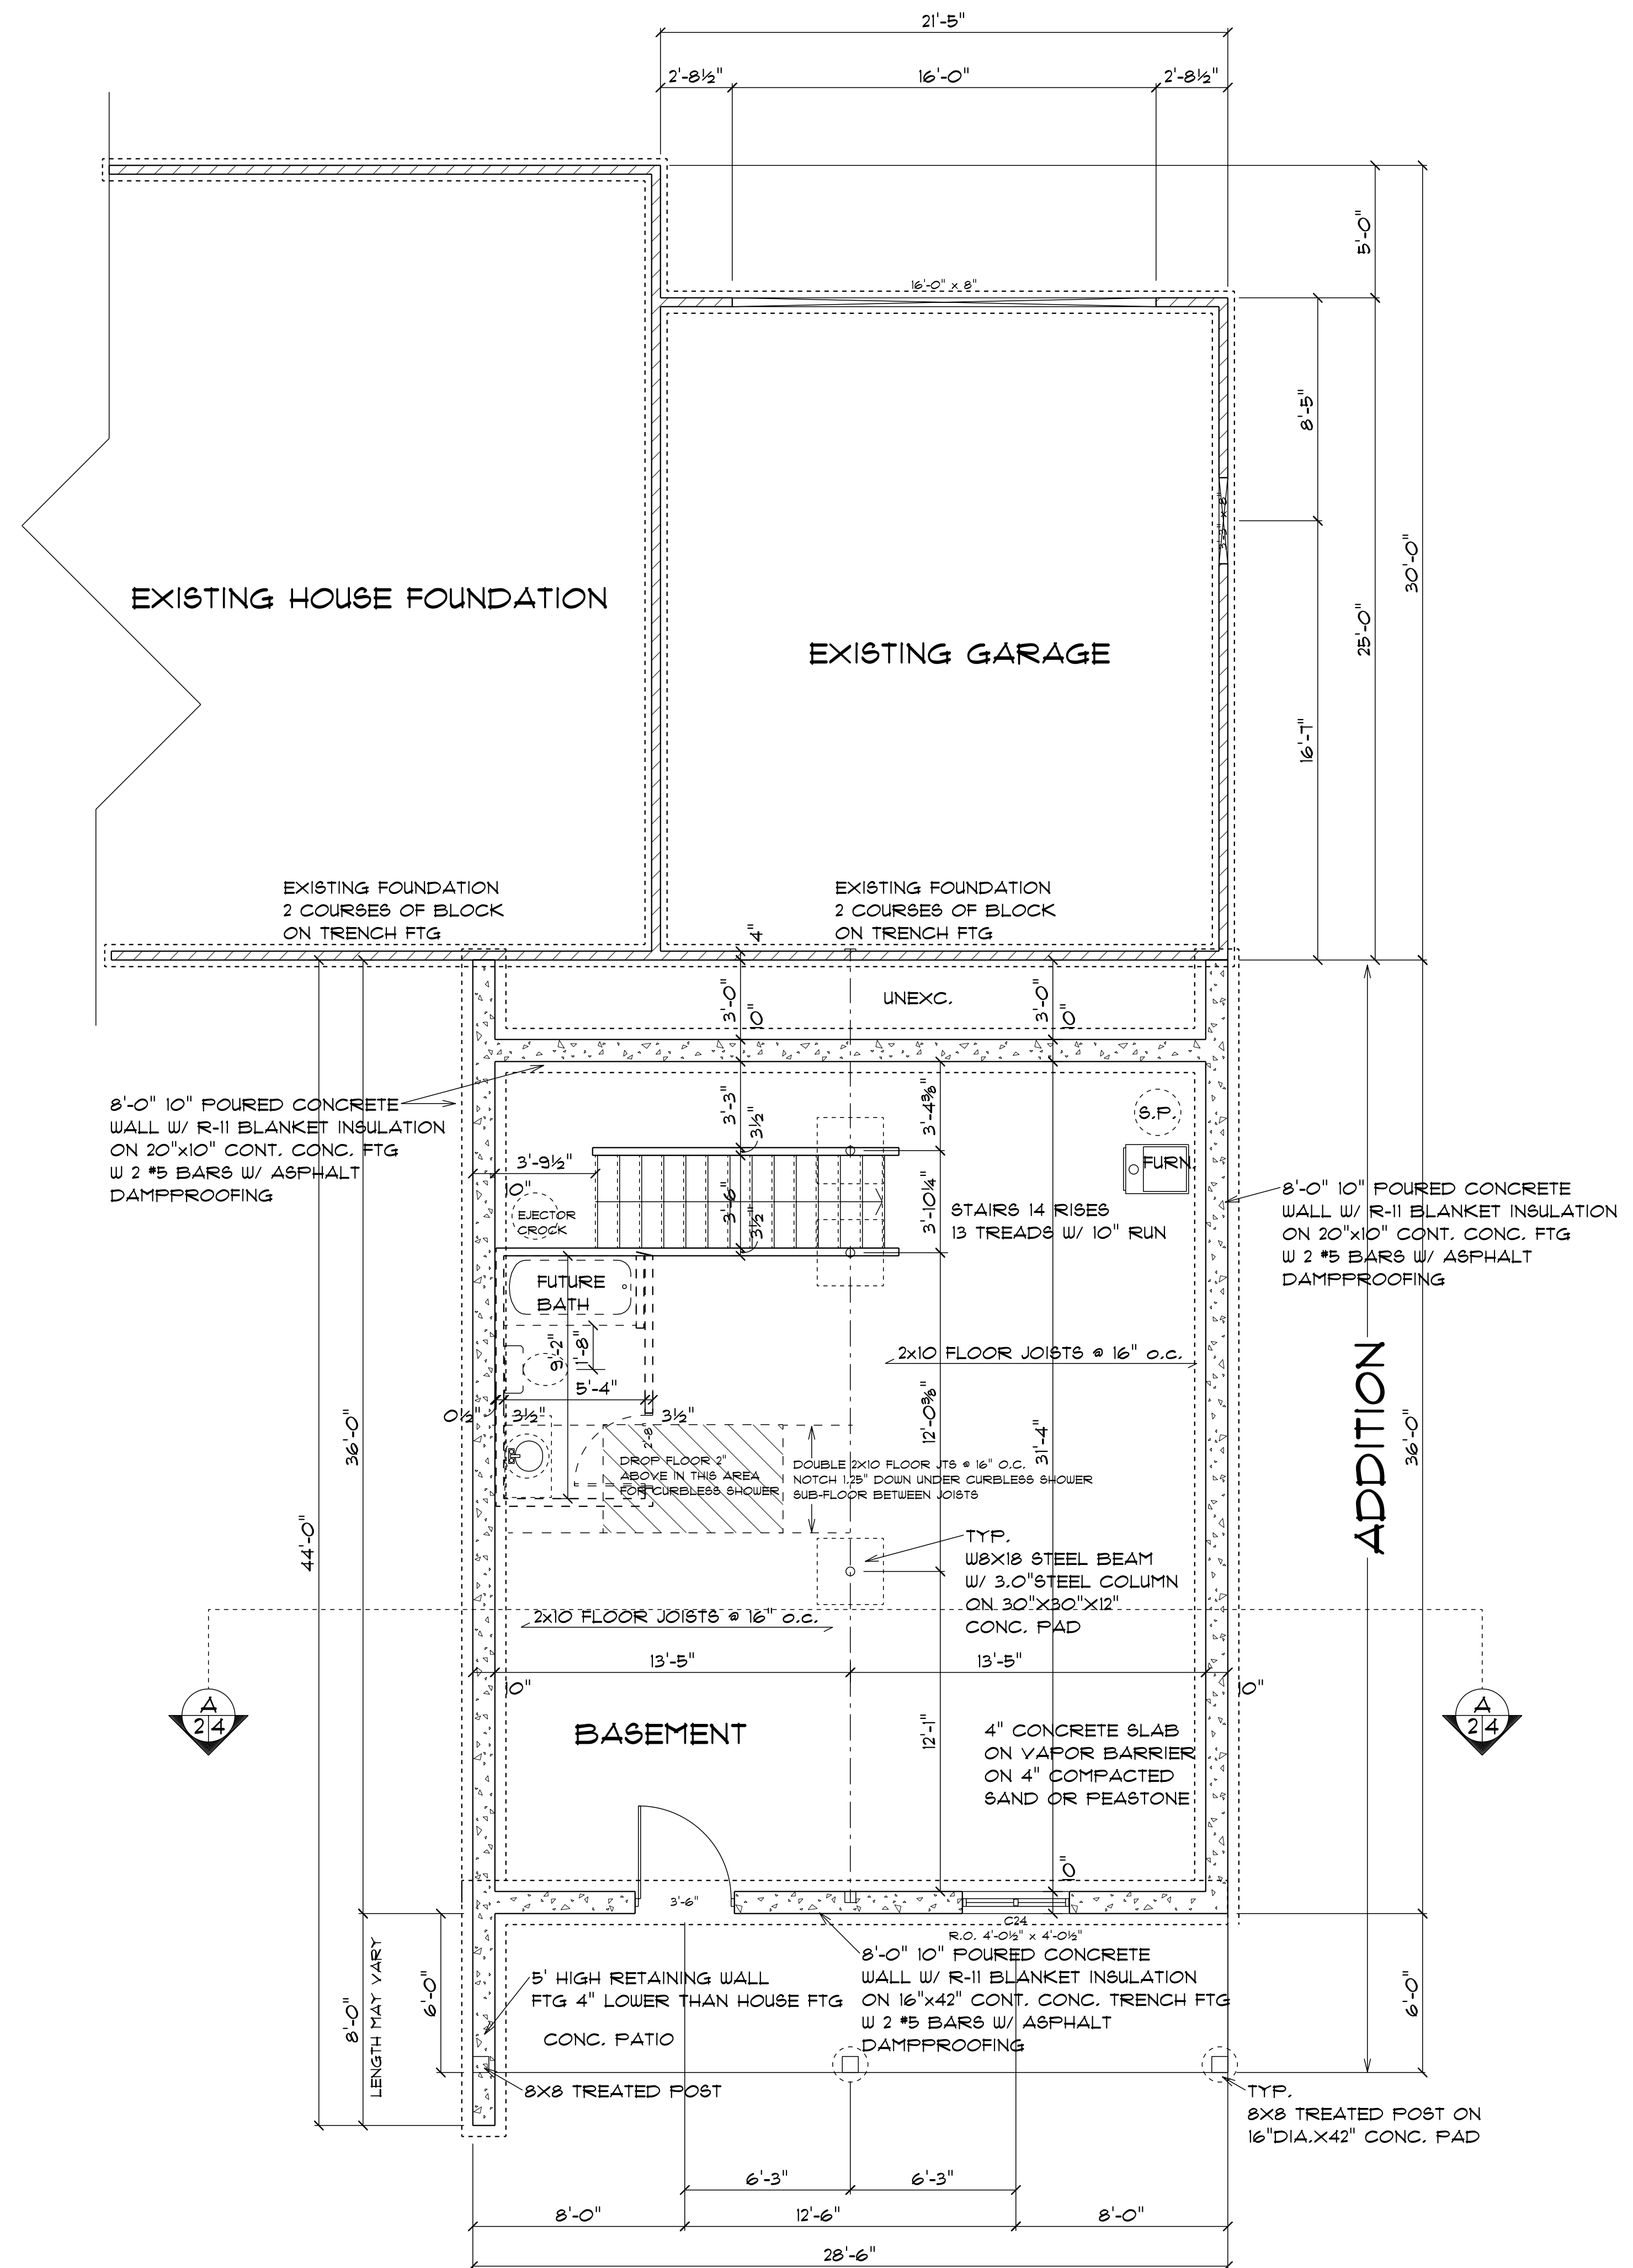 21'-5"
2'-8½"
16'-0"
2'-8½"
5'-0"
16'-0" x 8"
8'-5"
30'-0"
EXISTING HOUSE FOUNDATION
25'-0"
EXISTING GARAGE
16'-7"
EXISTING FOUNDATION
2 COURSES OF BLOCK
ON TRENCH FTG
EXISTING FOUNDATION
2 COURSES OF BLOCK
ON TRENCH FTG
4"
3'-0"
10"
UNEXC.
3'-0"
10"
8'-0" 10" POURED CONCRETE
WALL W/ R-11 BLANKET INSULATION
ON 20"x10" CONT. CONC. FTG
W 2 #5 BARS W/ ASPHALT
DAMPPROOFING
3'-3"
3½"
3'-4⅜"
S.P.
FURN.
3'-9½"
10"
EJECTOR
CROCK
3'-6"
3½"
3'-10¼"
STAIRS 14 RISES
13 TREADS W/ 10" RUN
8'-0" 10" POURED CONCRETE
WALL W/ R-11 BLANKET INSULATION
ON 20"x10" CONT. CONC. FTG
W 2 #5 BARS W/ ASPHALT
DAMPPROOFING
FUTURE
BATH
9'-2"
1'-8"
5'-4"
2x10 FLOOR JOISTS @ 16" o.c.
0½"
3½"
3½"
2'-8"
36'-0"
12'-0⅜"
31'-4"
ADDITION
36'-0"
DROP FLOOR 2"
ABOVE IN THIS AREA
FOR CURBLESS SHOWER
DOUBLE 2X10 FLOOR JTS @ 16" O.C.
NOTCH 1.25" DOWN UNDER CURBLESS SHOWER
SUB-FLOOR BETWEEN JOISTS
44'-0"
TYP.
W8X18 STEEL BEAM
W/ 3.0"STEEL COLUMN
ON 30"X30"X12"
CONC. PAD
2x10 FLOOR JOISTS @ 16" o.c.
13'-5"
13'-5"
10"
10"
A
2 4
A
2 4
BASEMENT
12'-1"
4" CONCRETE SLAB
ON VAPOR BARRIER
ON 4" COMPACTED
SAND OR PEASTONE
10"
3'-6"
C24
R.O. 4'-0½" x 4'-0½"
8'-0" 10" POURED CONCRETE
WALL W/ R-11 BLANKET INSULATION
ON 16"x42" CONT. CONC. TRENCH FTG
W 2 #5 BARS W/ ASPHALT
DAMPPROOFING
5' HIGH RETAINING WALL
FTG 4" LOWER THAN HOUSE FTG
CONC. PATIO
8'-0"
LENGTH MAY VARY
6'-0"
6'-0"
8X8 TREATED POST
TYP.
8X8 TREATED POST ON
16"DIA.X42" CONC. PAD
6'-3"
6'-3"
8'-0"
12'-6"
8'-0"
28'-6"